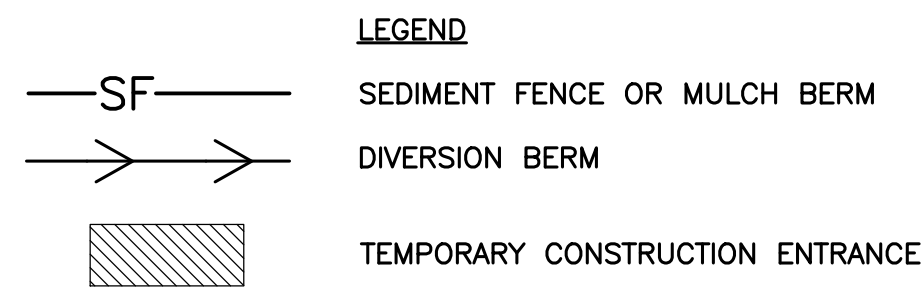 LEGEND
SF SEDIMENT FENCE OR MULCH BERM
DIVERSION BERM
TEMPORARY CONSTRUCTION ENTRANCE